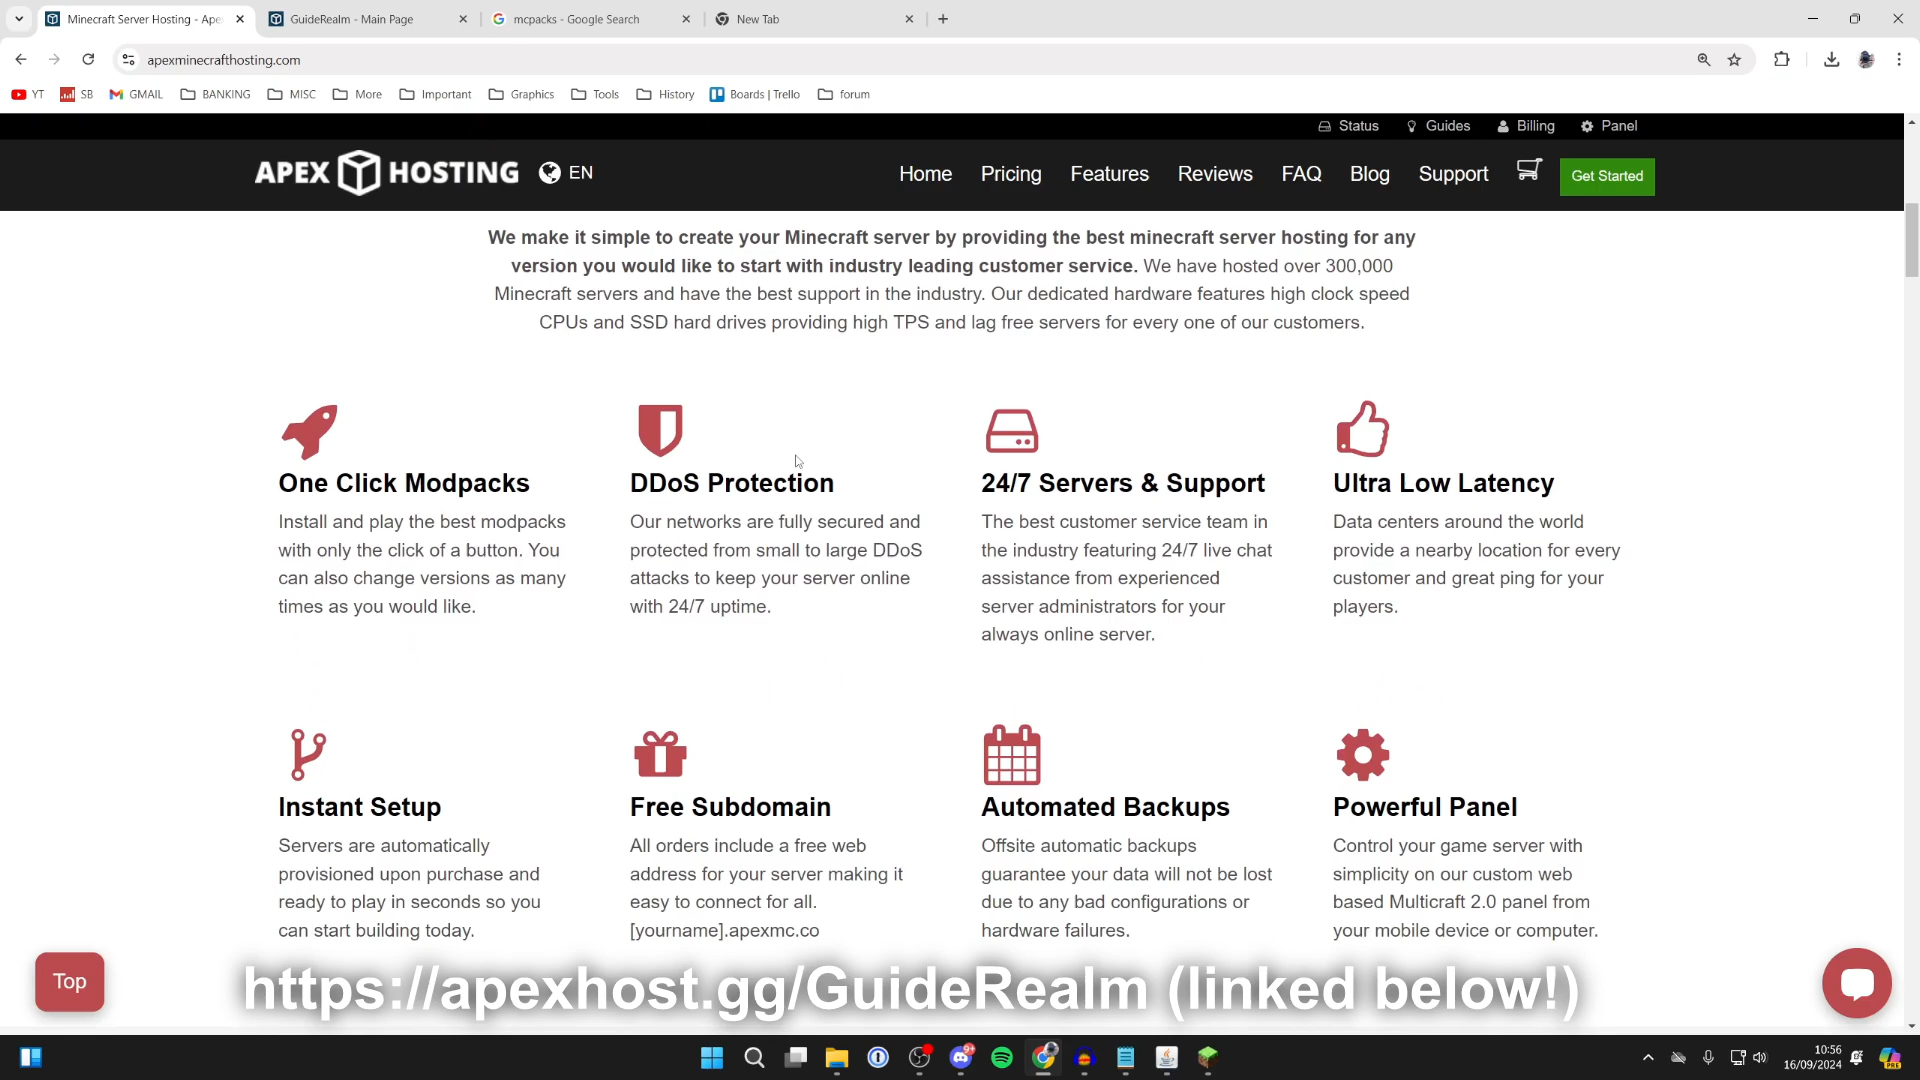 Minecraft Server Hosting - Ape
GuideRealm - Main Page
mcpacks - Google Search
New Tab
apexminecrafthosting.com
YT
SB
GMAIL
BANKING
MISC
More
Important
Graphics
Tools
History
Boards | Trello
forum
Status
Guides
Billing
Panel
APEX HOSTING
EN
Home
Pricing
Features
Reviews
FAQ
Blog
Support
Get Started
We make it simple to create your Minecraft server by providing the best minecraft server hosting for any
version you would like to start with industry leading customer service. We have hosted over 300,000
Minecraft servers and have the best support in the industry. Our dedicated hardware features high clock speed
CPUs and SSD hard drives providing high TPS and lag free servers for every one of our customers.
One Click Modpacks
Install and play the best modpacks
with only the click of a button. You
can also change versions as many
times as you would like.
DDoS Protection
Our networks are fully secured and
protected from small to large DDoS
attacks to keep your server online
with 24/7 uptime.
24/7 Servers & Support
The best customer service team in
the industry featuring 24/7 live chat
assistance from experienced
server administrators for your
always online server.
Ultra Low Latency
Data centers around the world
provide a nearby location for every
customer and great ping for your
players.
Instant Setup
Servers are automatically
provisioned upon purchase and
ready to play in seconds so you
can start building today.
Free Subdomain
All orders include a free web
address for your server making it
easy to connect for all.
[yourname].apexmc.co
Automated Backups
Offsite automatic backups
guarantee your data will not be lost
due to any bad configurations or
hardware failures.
Powerful Panel
Control your game server with
simplicity on our custom web
based Multicraft 2.0 panel from
your mobile device or computer.
Top
https://apexhost.gg/GuideRealm (linked below!)
10:56
16/09/2024